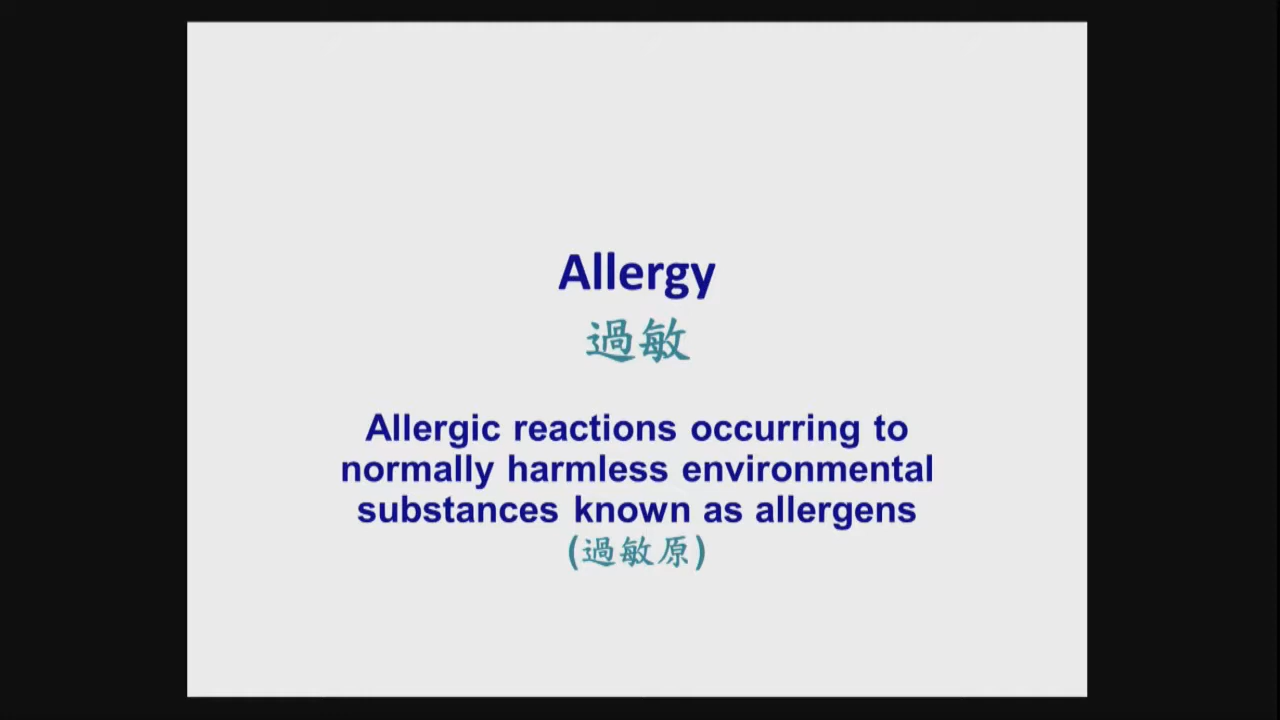 Allergy
過敏
Allergic reactions occurring to
normally harmless environmental
substances known as allergens
(過敏原)